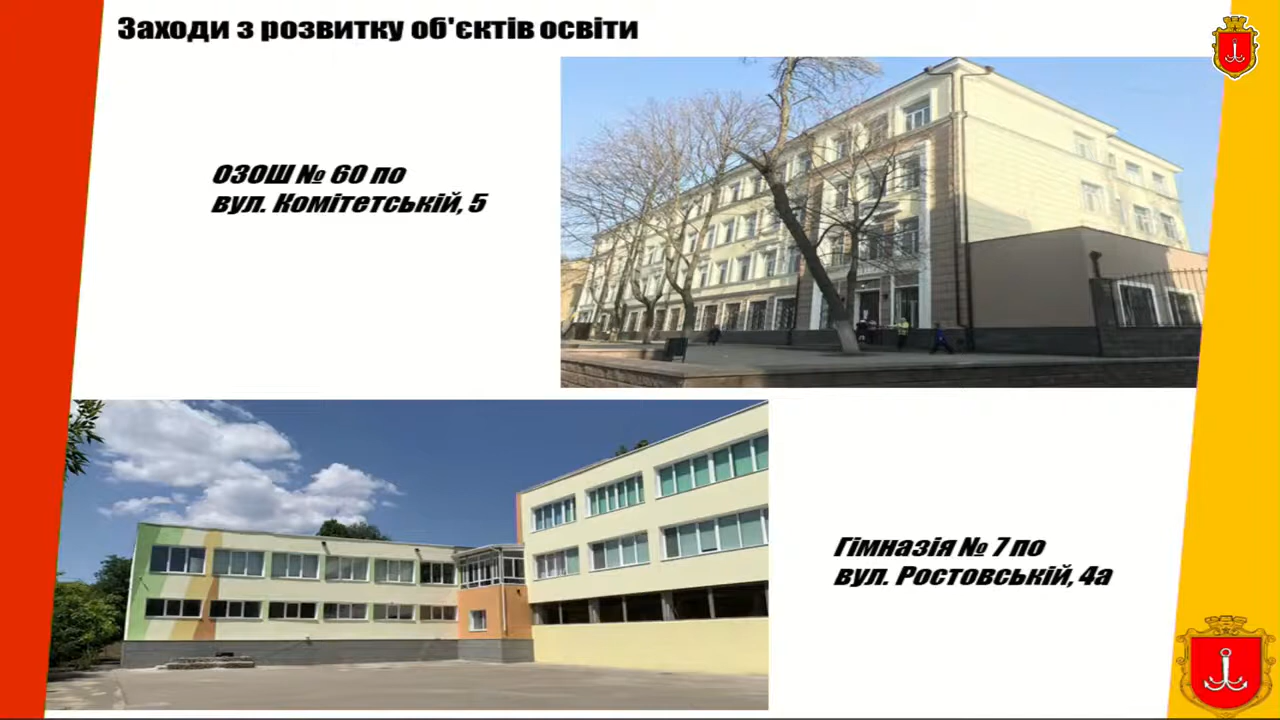 Заходи з розвитку об'єктів освіти
ОЗОШ № 60 по
вул. Комітетській, 5
Гімназія № 7 по
вул. Ростовській, 4а